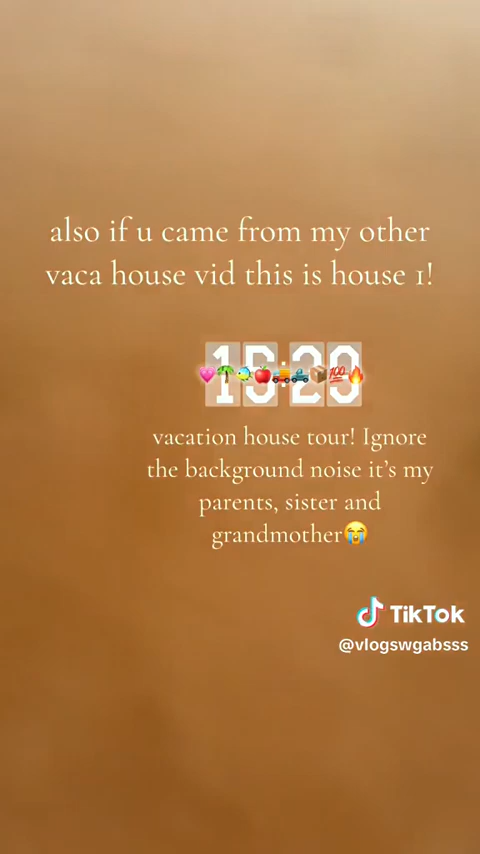 also if u came from my other
vaca house vid this is house 1!
15:20
💗🌴🐠🍎🚚🚙📦💯🔥
vacation house tour! Ignore
the background noise it’s my
parents, sister and
grandmother😭
TikTok
@vlogswgabsss